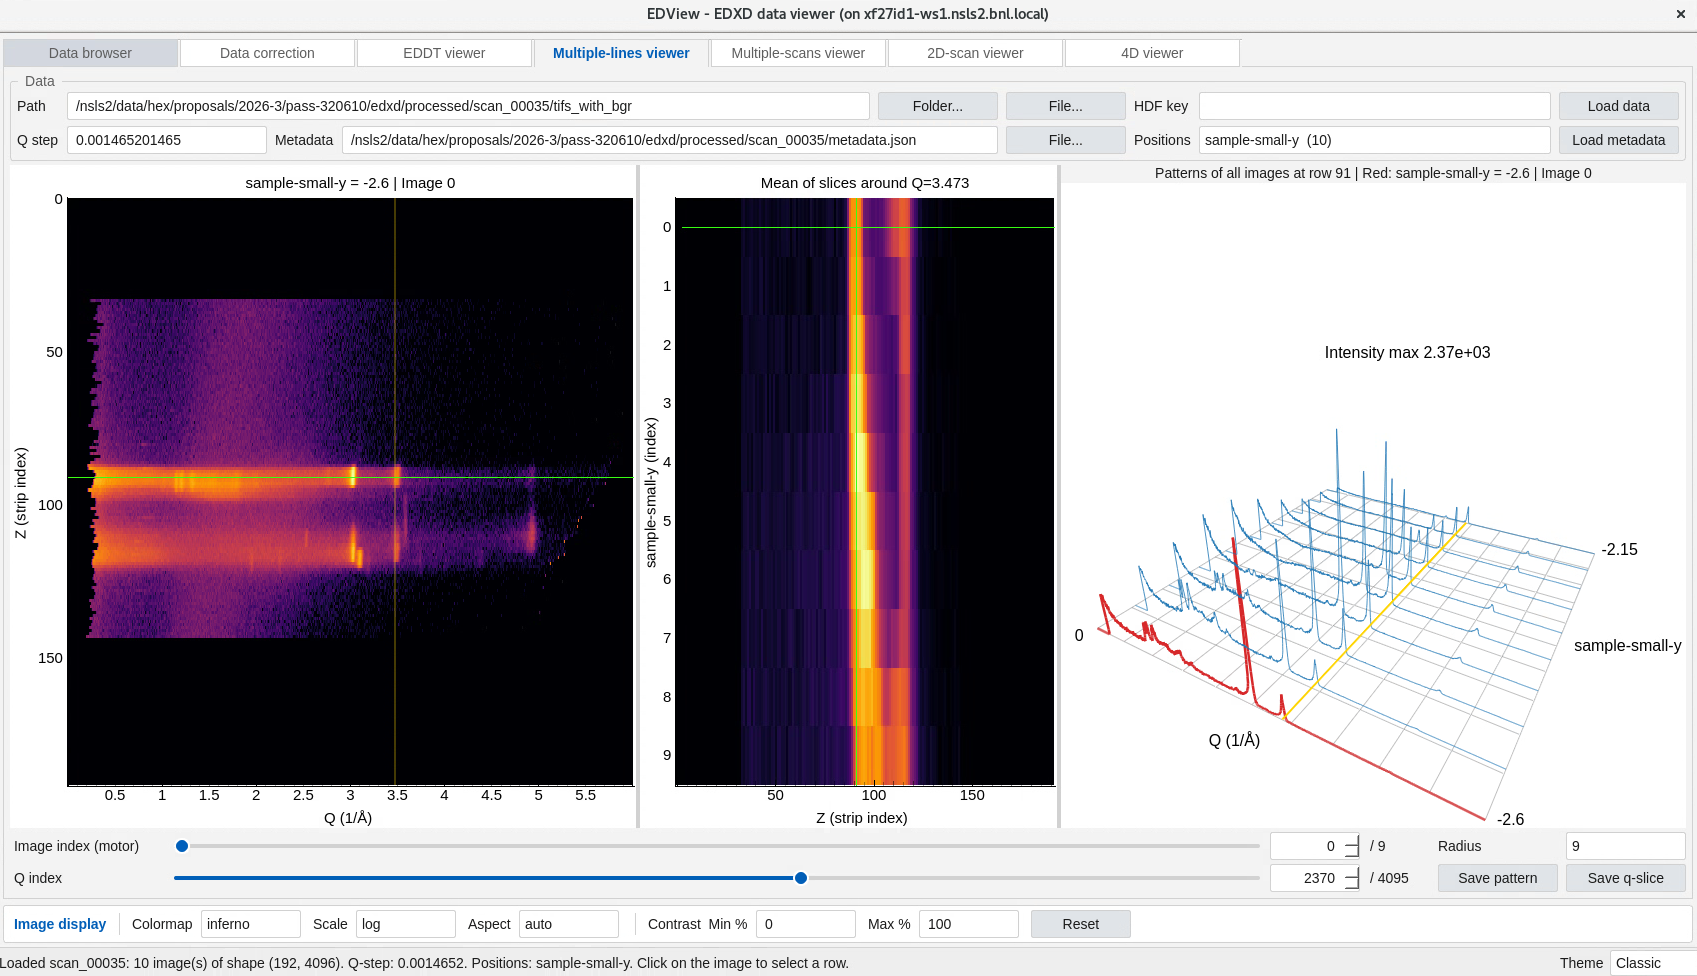 EDView - EDXD data viewer (on xf27id1-ws1.nsls2.bnl.local)
Data browser Data correction EDDT viewer Multiple-lines viewer Multiple-scans viewer 2D-scan viewer 4D viewer
Data
Path /nsls2/data/hex/proposals/2026-3/pass-320610/edxd/processed/scan_00035/tifs_with_bgr Folder... File... HDF key Load data
Q step 0.001465201465 Metadata /nsls2/data/hex/proposals/2026-3/pass-320610/edxd/processed/scan_00035/metadata.json File... Positions sample-small-y (10) Load metadata
sample-small-y = -2.6 | Image 0
0
50
100
150
Z (strip index)
0.5 1 1.5 2 2.5 3 3.5 4 4.5 5 5.5
Q (1/Å)
Mean of slices around Q=3.473
0
1
2
3
4
5
6
7
8
9
sample-small-y (index)
50 100 150
Z (strip index)
Patterns of all images at row 91 | Red: sample-small-y = -2.6 | Image 0
Intensity max 2.37e+03
-2.15
0
sample-small-y
Q (1/Å)
-2.6
Image index (motor) 0 / 9 Radius 9
Q index 2370 / 4095 Save pattern Save q-slice
Image display Colormap inferno Scale log Aspect auto Contrast Min % 0 Max % 100 Reset
Loaded scan_00035: 10 image(s) of shape (192, 4096). Q-step: 0.0014652. Positions: sample-small-y. Click on the image to select a row. Theme Classic